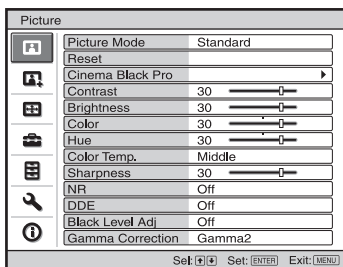 Picture
Picture Mode Standard
Reset
Cinema Black Pro
Contrast 30
Brightness 30
Color 30
Hue 30
Color Temp. Middle
Sharpness 30
NR Off
DDE Off
Black Level Adj Off
Gamma Correction Gamma2
Sel: Set: ENTER Exit: MENU